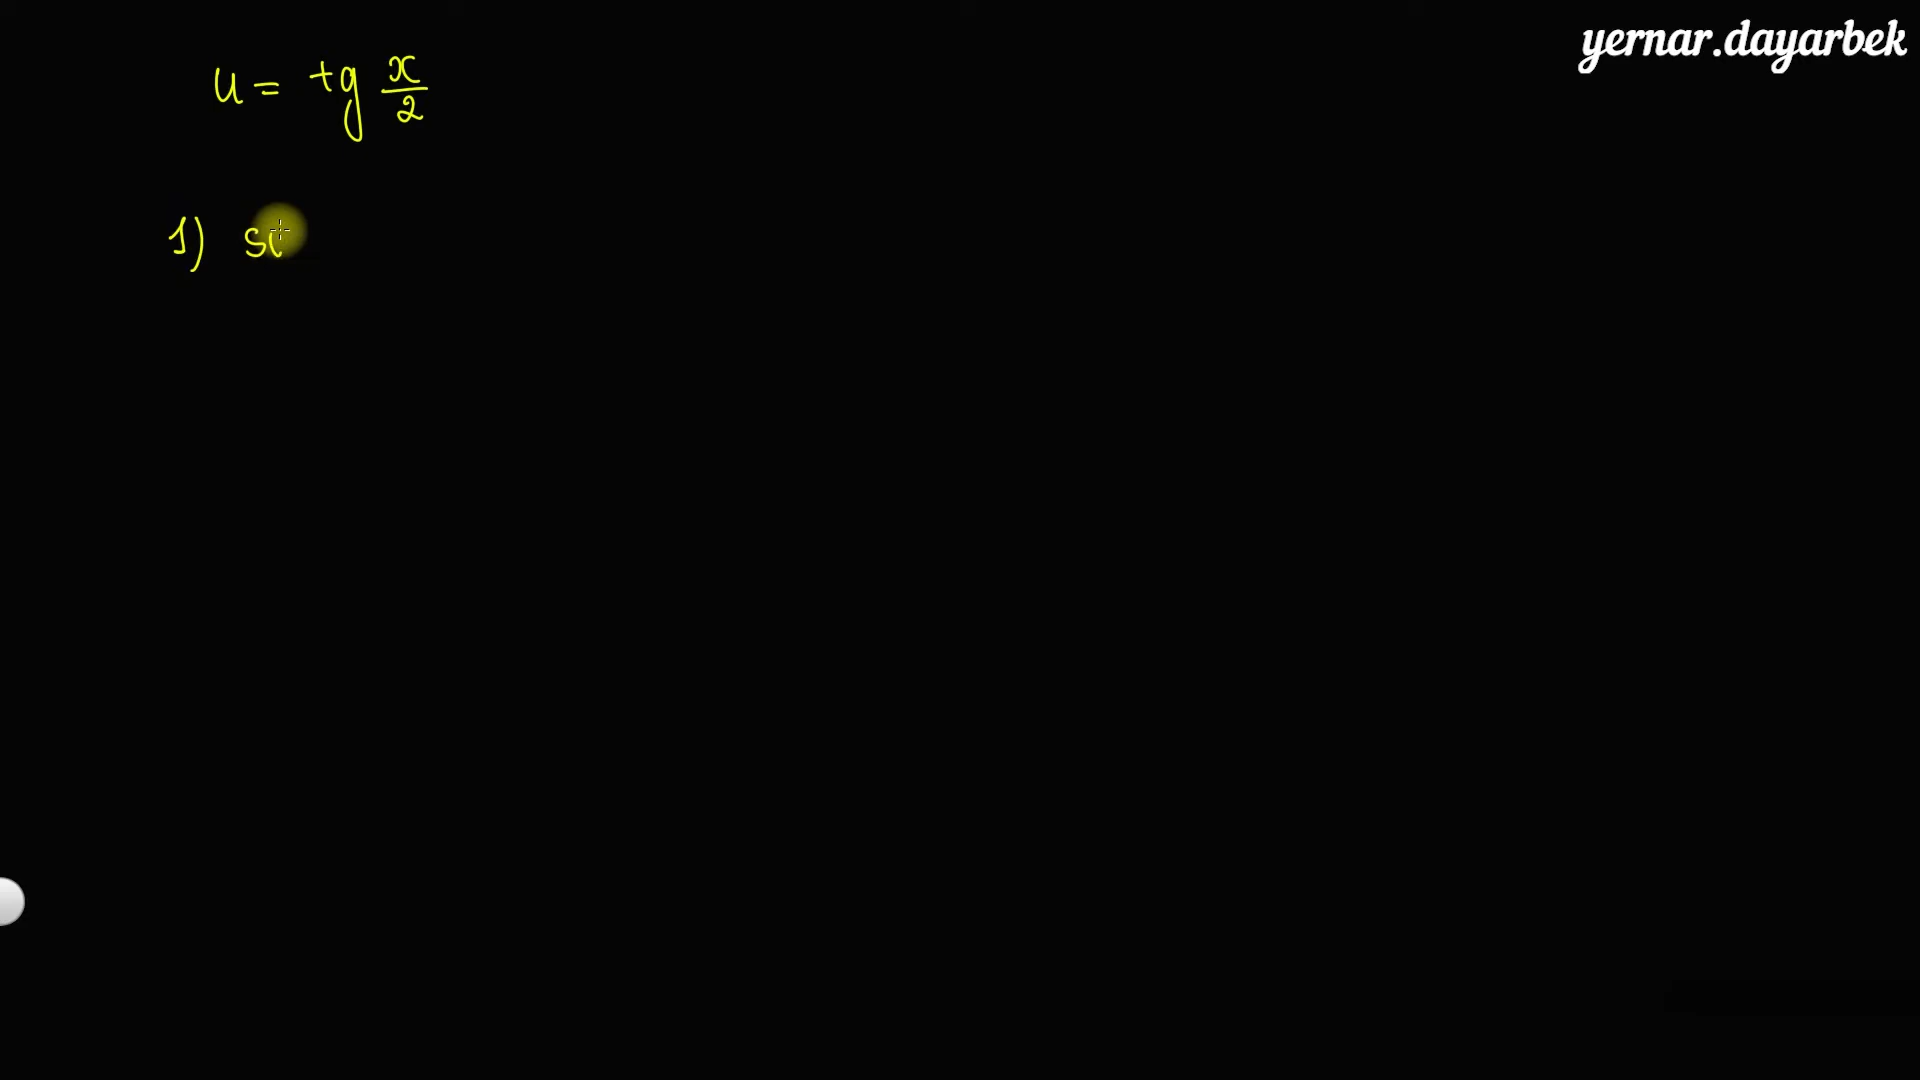 yernar.dayarbek
u = tg x/2
1) si